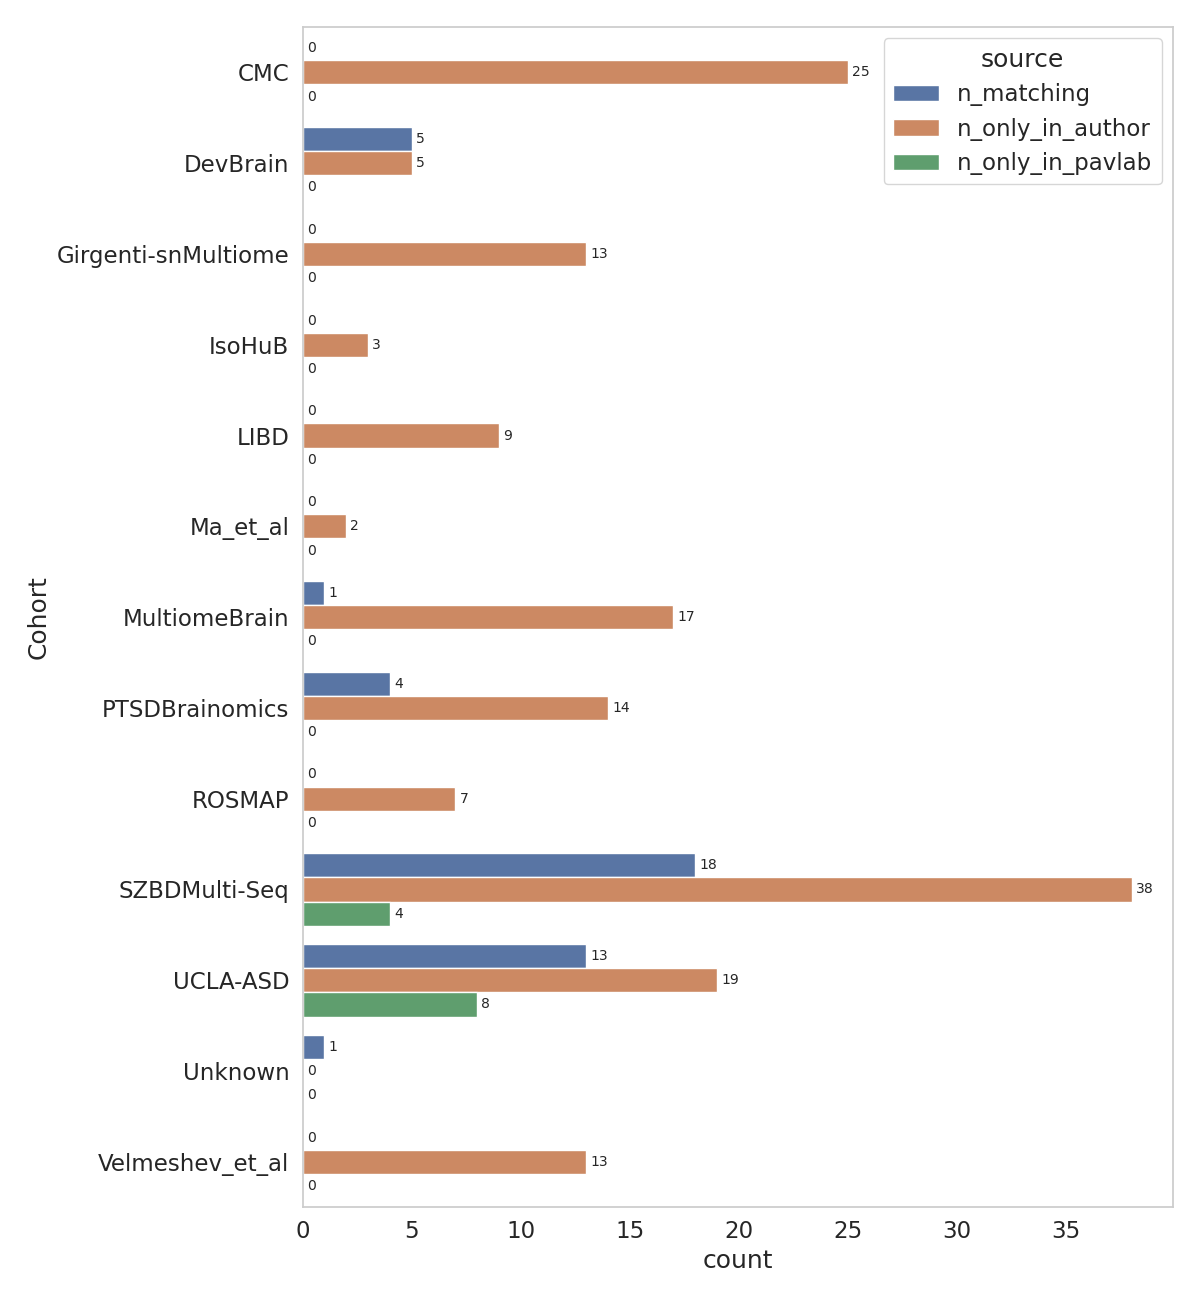 source
n_matching
n_only_in_author
n_only_in_pavlab
Cohort
CMC
0
25
0
DevBrain
5
5
0
Girgenti-snMultiome
0
13
0
IsoHuB
0
3
0
LIBD
0
9
0
Ma_et_al
0
2
0
MultiomeBrain
1
17
0
PTSDBrainomics
4
14
0
ROSMAP
0
7
0
SZBDMulti-Seq
18
38
4
UCLA-ASD
13
19
8
Unknown
1
0
0
Velmeshev_et_al
0
13
0
0 5 10 15 20 25 30 35
count